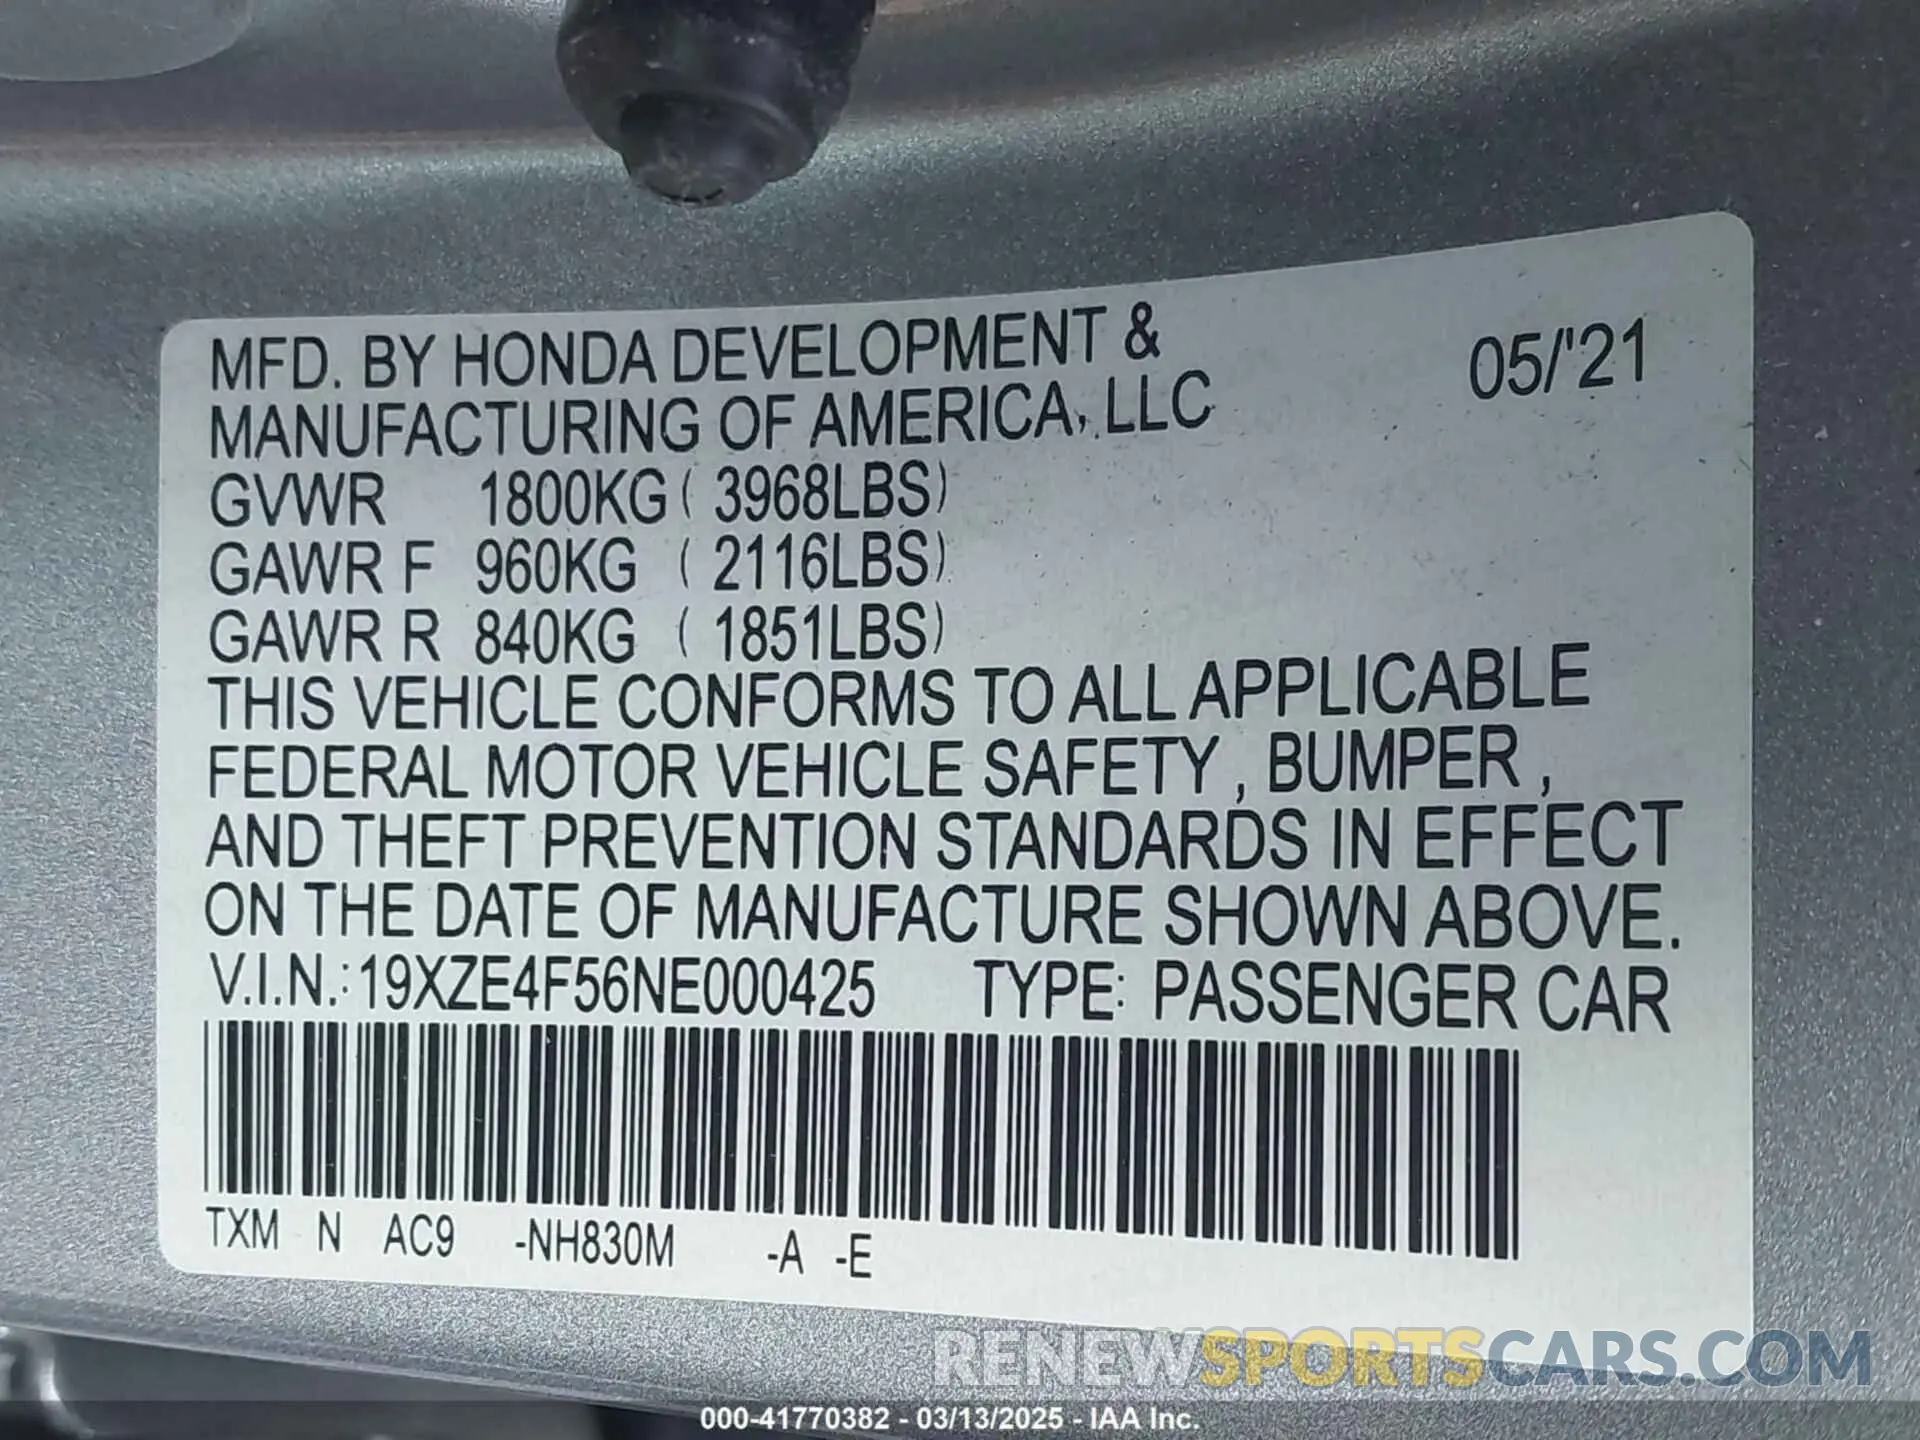 MFD. BY HONDA DEVELOPMENT & 05/'21
MANUFACTURING OF AMERICA, LLC
GVWR 1800KG ( 3968LBS)
GAWR F 960KG ( 2116LBS)
GAWR R 840KG ( 1851LBS)
THIS VEHICLE CONFORMS TO ALL APPLICABLE
FEDERAL MOTOR VEHICLE SAFETY , BUMPER ,
AND THEFT PREVENTION STANDARDS IN EFFECT
ON THE DATE OF MANUFACTURE SHOWN ABOVE.
V.I.N.: 19XZE4F56NE000425 TYPE: PASSENGER CAR
TXM N AC9 -NH830M -A -E
RENEWSPORTSCARS.COM
000-41770382 - 03/13/2025 - IAA Inc.